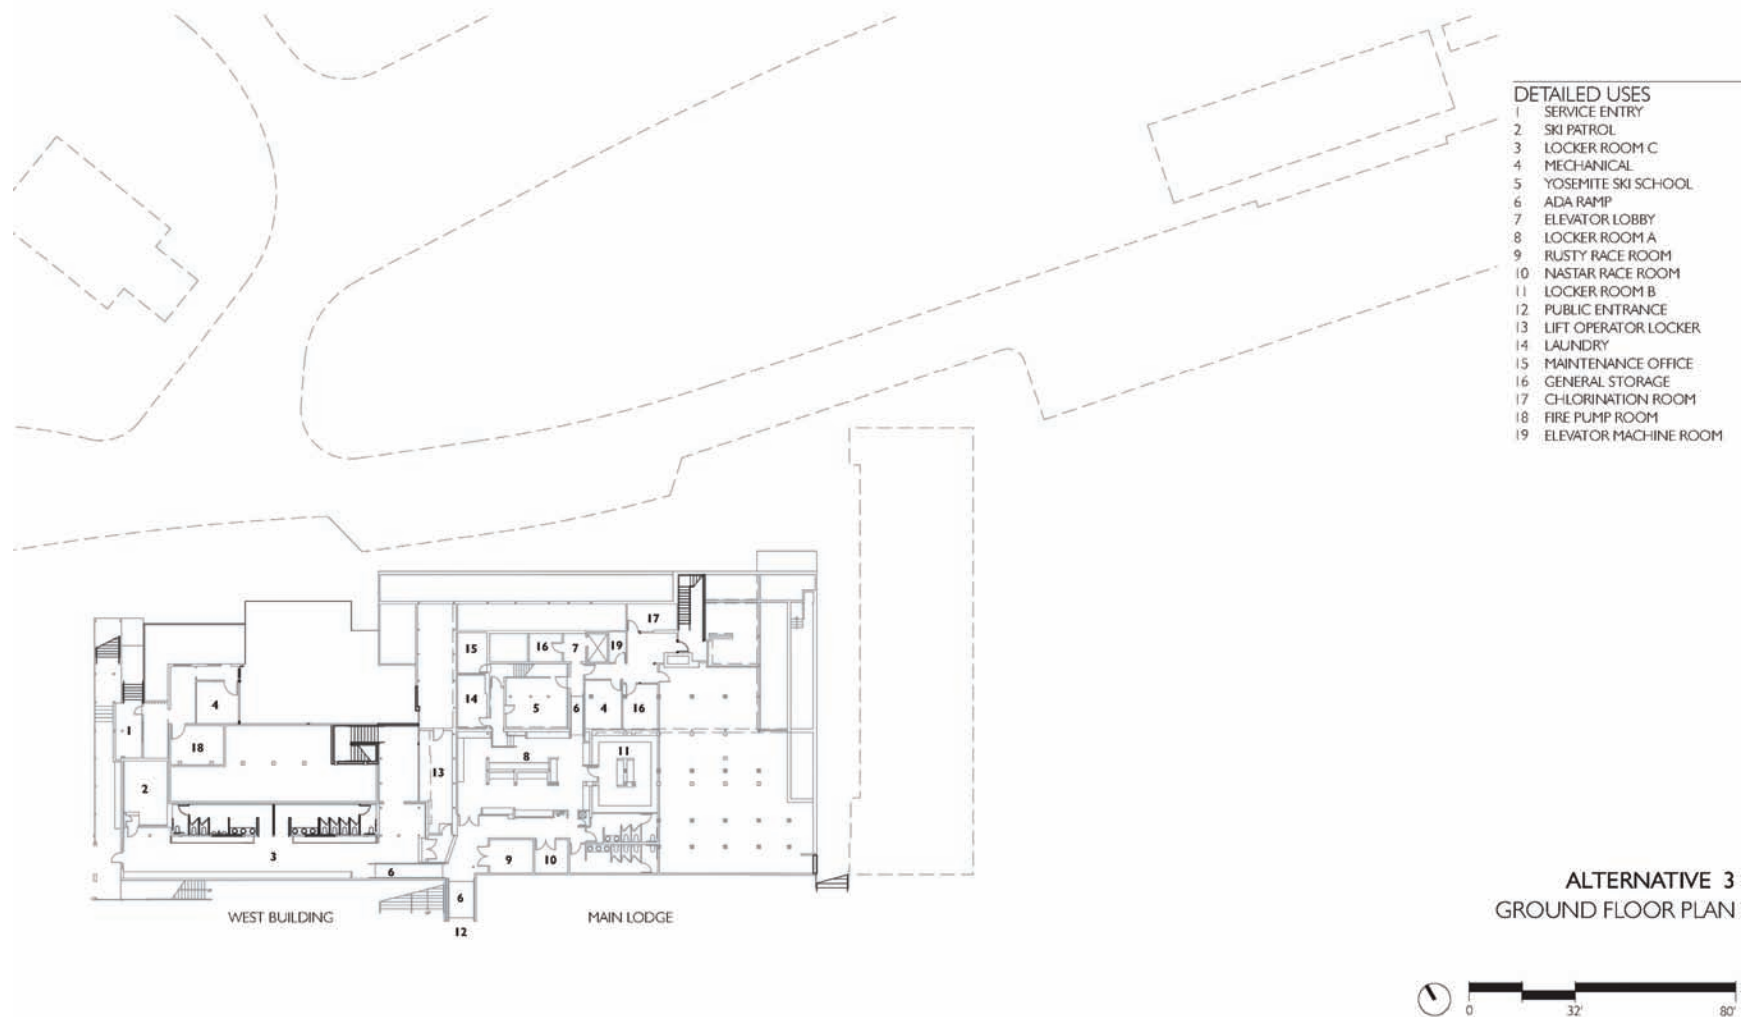 DETAILED USES
1 SERVICE ENTRY
2 SKI PATROL
3 LOCKER ROOM C
4 MECHANICAL
5 YOSEMITE SKI SCHOOL
6 ADA RAMP
7 ELEVATOR LOBBY
8 LOCKER ROOM A
9 RUSTY RACE ROOM
10 NASTAR RACE ROOM
11 LOCKER ROOM B
12 PUBLIC ENTRANCE
13 LIFT OPERATOR LOCKER
14 LAUNDRY
15 MAINTENANCE OFFICE
16 GENERAL STORAGE
17 CHLORINATION ROOM
18 FIRE PUMP ROOM
19 ELEVATOR MACHINE ROOM
17
15
16
7
19
14
5
6
4
16
4
1
18
8
11
13
2
3
9
10
6
6
12
WEST BUILDING
MAIN LODGE
ALTERNATIVE 3
GROUND FLOOR PLAN
0
32'
80'